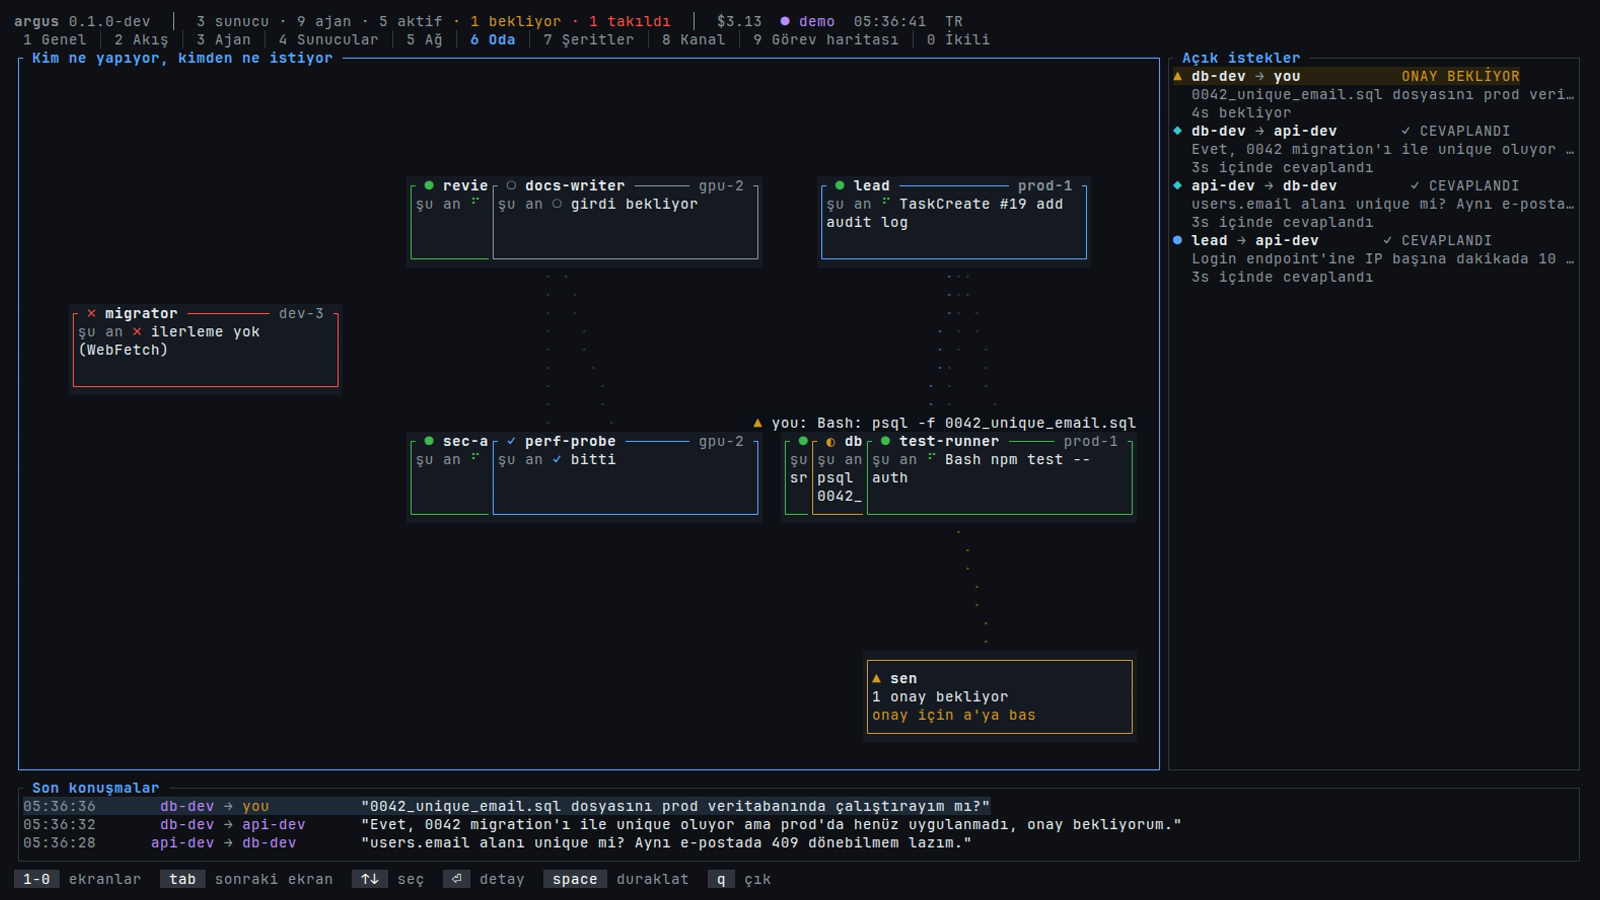 argus 0.1.0-dev │ 3 sunucu · 9 ajan · 5 aktif · 1 bekliyor · 1 takıldı │ $3.13 ● demo 05:36:41 TR
1 Genel │ 2 Akış │ 3 Ajan │ 4 Sunucular │ 5 Ağ │ 6 Oda │ 7 Şeritler │ 8 Kanal │ 9 Görev haritası │ 0 İkili
Kim ne yapıyor, kimden ne istiyor
● revie
şu an
○ docs-writer gpu-2
şu an ○ girdi bekliyor
● lead prod-1
şu an TaskCreate #19 add
audit log
✕ migrator dev-3
şu an ✕ ilerleme yok
(WebFetch)
▲ you: Bash: psql -f 0042_unique_email.sql
● sec-a
şu an
✓ perf-probe gpu-2
şu an ✓ bitti
●
şu
sr
◐ db
şu an
psql
0042_
● test-runner prod-1
şu an Bash npm test --
auth
▲ sen
1 onay bekliyor
onay için a'ya bas
Açık istekler
▲ db-dev → you ONAY BEKLİYOR
0042_unique_email.sql dosyasını prod veri…
4s bekliyor
◆ db-dev → api-dev ✓ CEVAPLANDI
Evet, 0042 migration'ı ile unique oluyor …
3s içinde cevaplandı
◆ api-dev → db-dev ✓ CEVAPLANDI
users.email alanı unique mi? Aynı e-posta…
3s içinde cevaplandı
● lead → api-dev ✓ CEVAPLANDI
Login endpoint'ine IP başına dakikada 10 …
3s içinde cevaplandı
Son konuşmalar
05:36:36 db-dev → you "0042_unique_email.sql dosyasını prod veritabanında çalıştırayım mı?"
05:36:32 db-dev → api-dev "Evet, 0042 migration'ı ile unique oluyor ama prod'da henüz uygulanmadı, onay bekliyorum."
05:36:28 api-dev → db-dev "users.email alanı unique mi? Aynı e-postada 409 dönebilmem lazım."
1-0 ekranlar tab sonraki ekran ↑↓ seç ⏎ detay space duraklat q çık